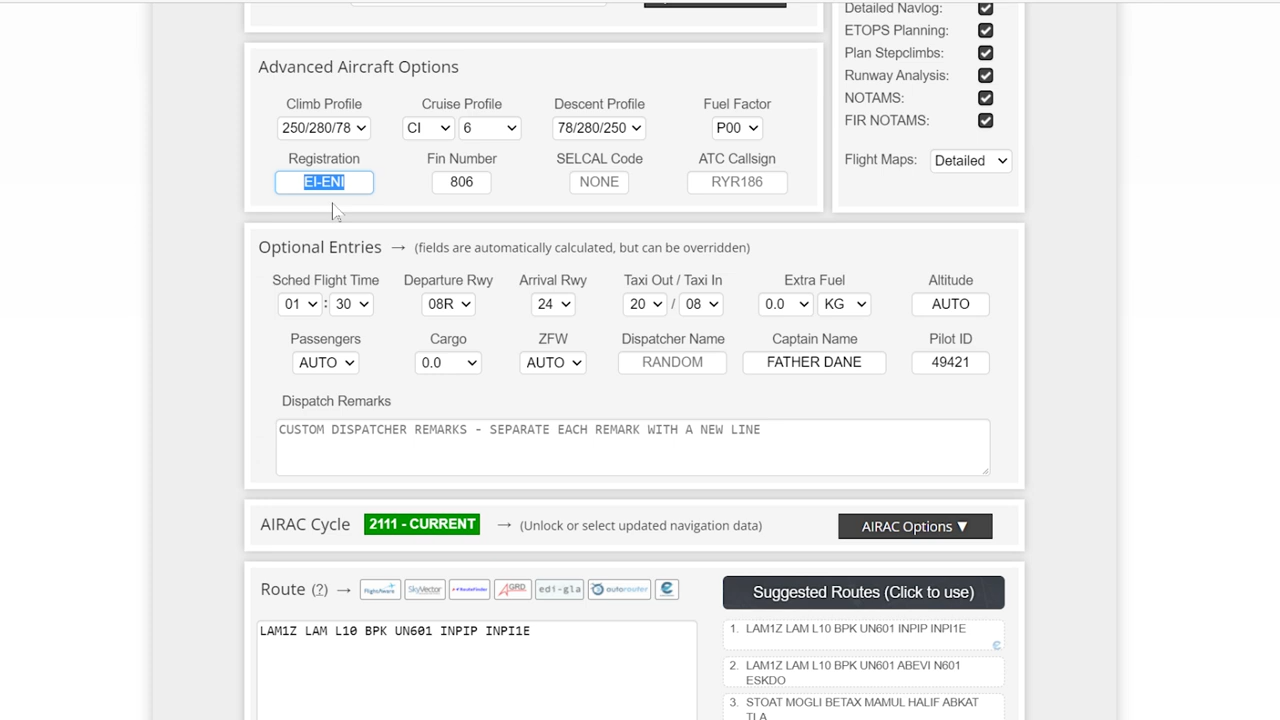 Detailed Navlog:
ETOPS Planning:
Plan Stepclimbs:
Runway Analysis:
NOTAMS:
FIR NOTAMS:
Flight Maps: Detailed
Advanced Aircraft Options
Climb Profile Cruise Profile Descent Profile Fuel Factor
250/280/78 CI 6 78/280/250 P00
Registration Fin Number SELCAL Code ATC Callsign
EI-ENI 806 NONE RYR186
Optional Entries → (fields are automatically calculated, but can be overridden)
Sched Flight Time Departure Rwy Arrival Rwy Taxi Out / Taxi In Extra Fuel Altitude
01 : 30 08R 24 20 / 08 0.0 KG AUTO
Passengers Cargo ZFW Dispatcher Name Captain Name Pilot ID
AUTO 0.0 AUTO RANDOM FATHER DANE 49421
Dispatch Remarks
CUSTOM DISPATCHER REMARKS - SEPARATE EACH REMARK WITH A NEW LINE
AIRAC Cycle 2111 - CURRENT → (Unlock or select updated navigation data) AIRAC Options ▼
Route (?) → FlightAware SkyVector RouteFinder GRD edi-gla autorouter
LAM1Z LAM L10 BPK UN601 INPIP INPI1E
Suggested Routes (Click to use)
1. LAM1Z LAM L10 BPK UN601 INPIP INPI1E
2. LAM1Z LAM L10 BPK UN601 ABEVI N601
ESKDO
3. STOAT MOGLI BETAX MAMUL HALIF ABKAT
TLA